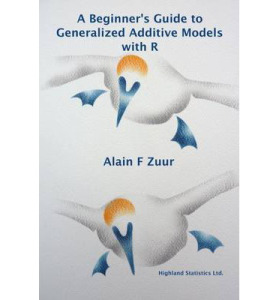 A Beginner's Guide to
Generalized Additive Models
with R
Alain F Zuur
Highland Statistics Ltd.